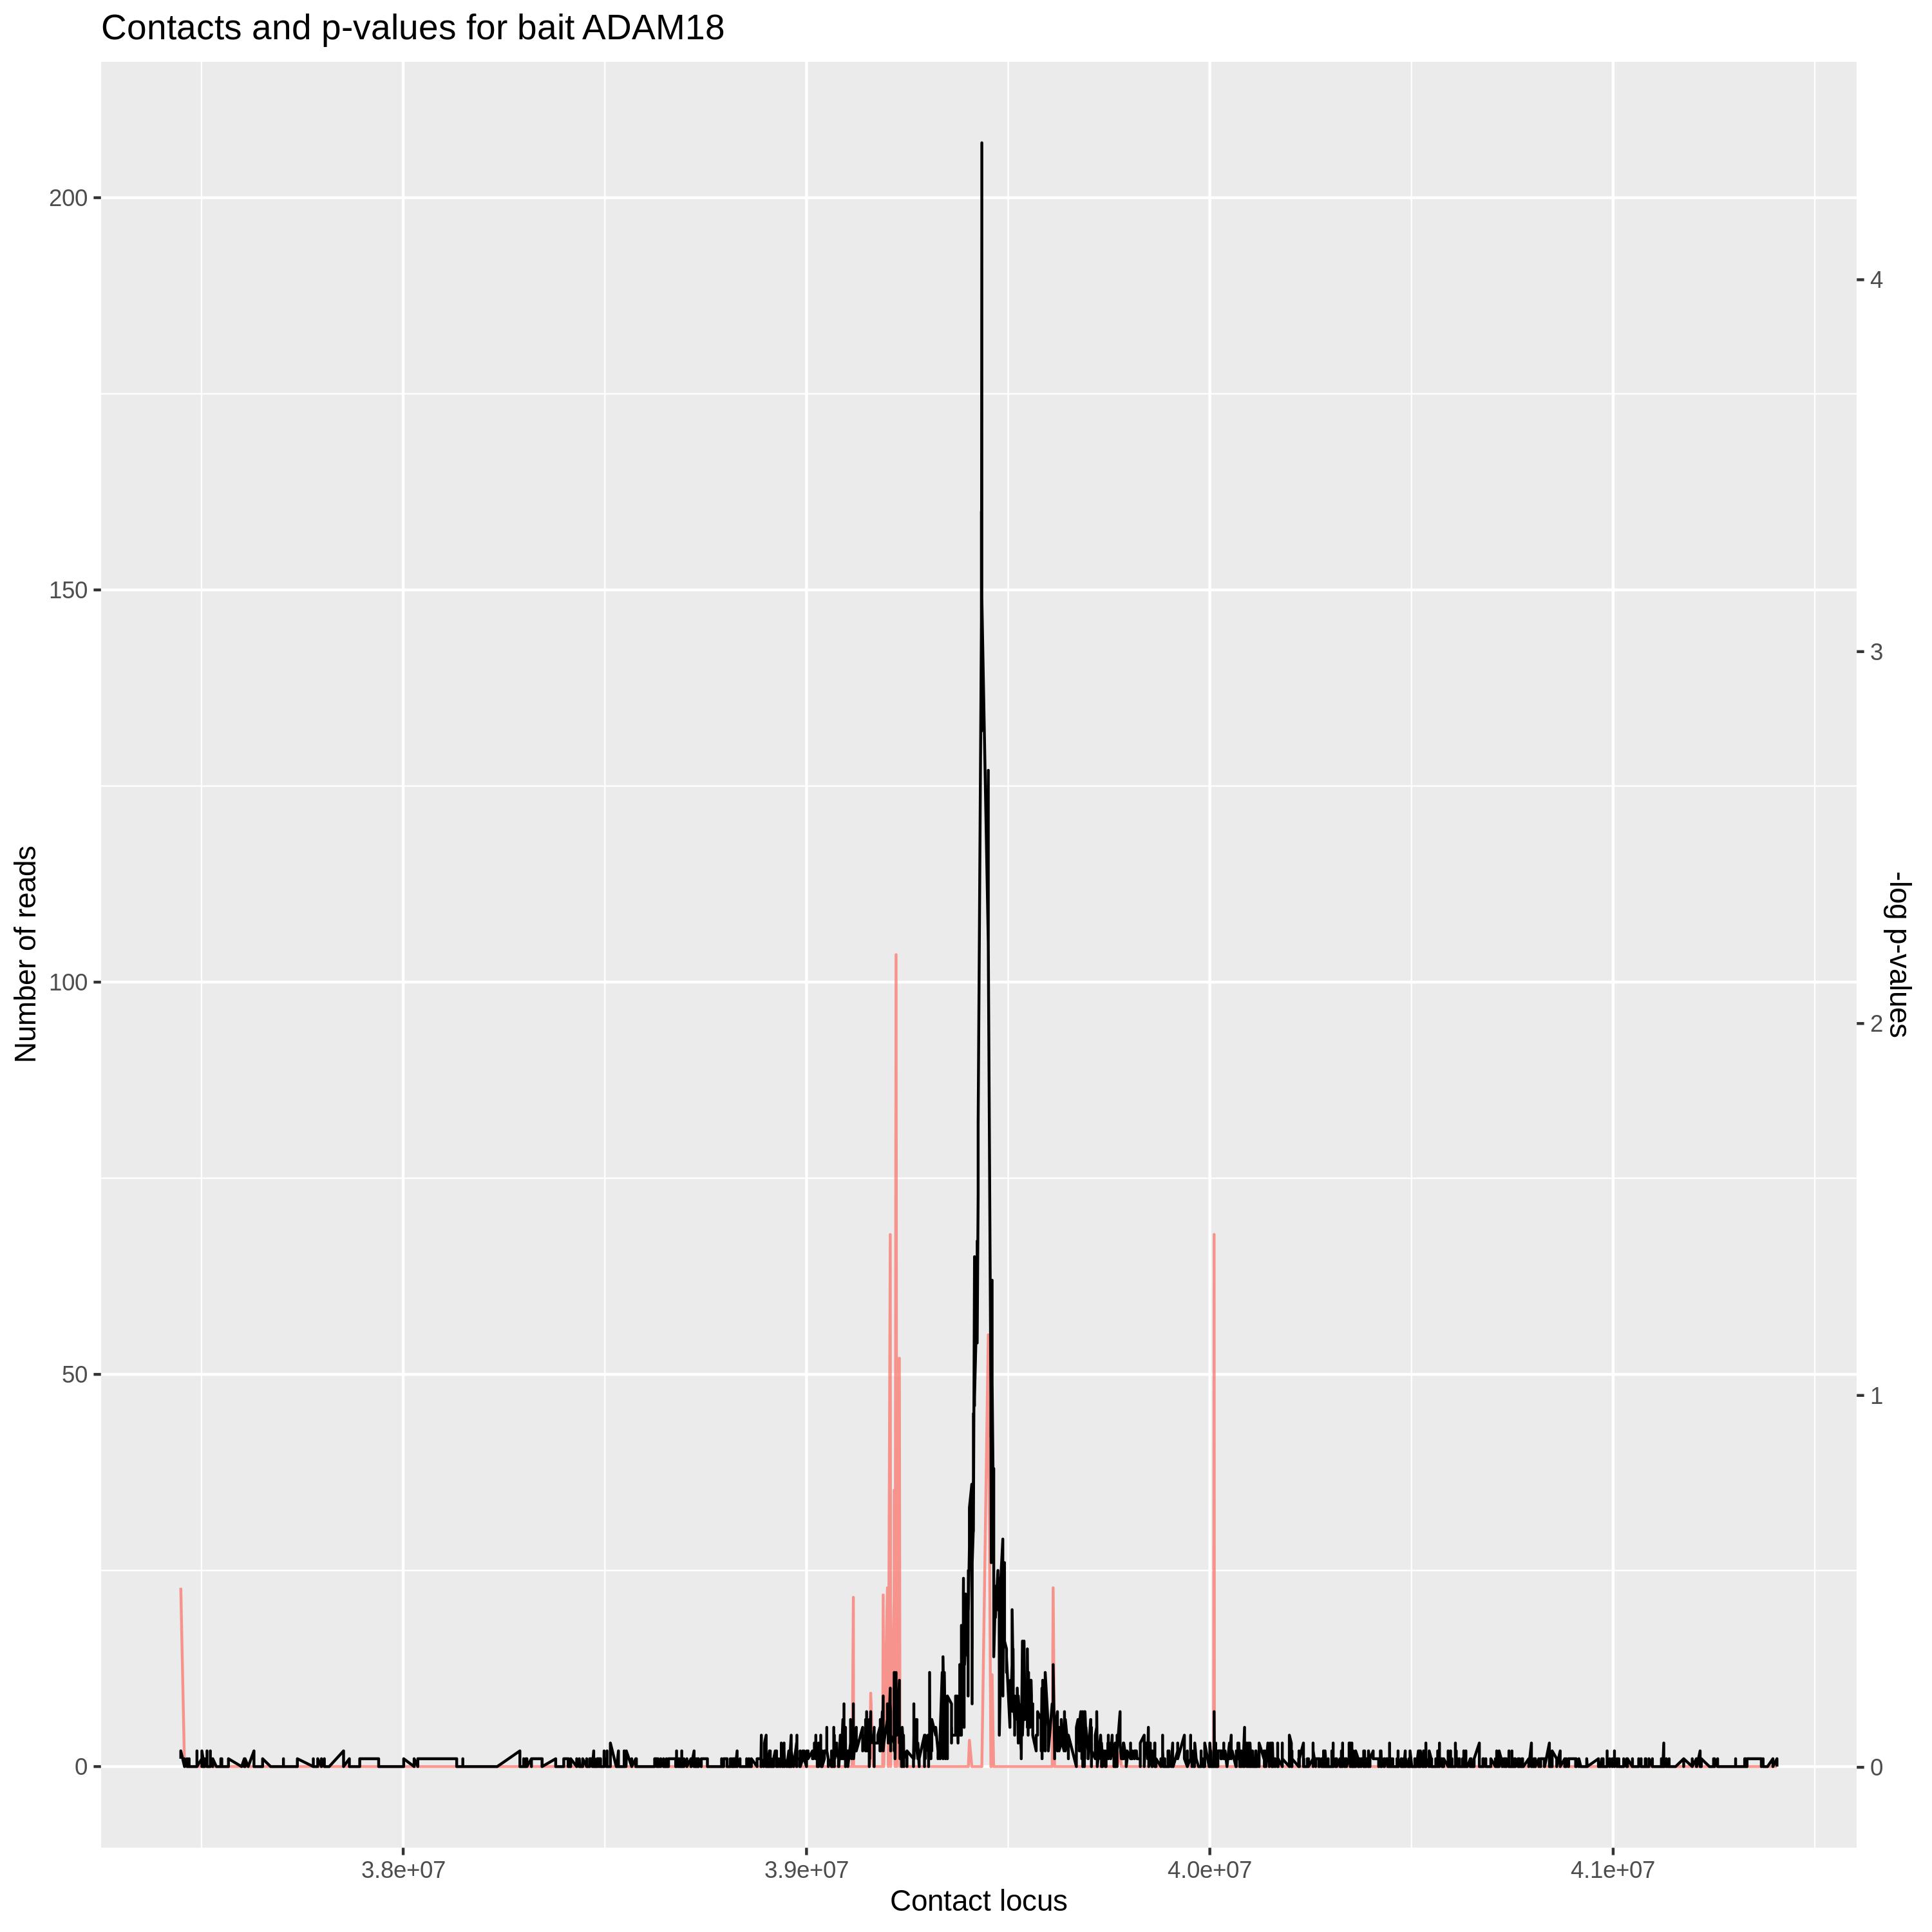 Contacts and p-values for bait ADAM18
200
150
100
50
0
Number of reads
4
3
2
1
0
-log p-values
3.8e+07
3.9e+07
4.0e+07
4.1e+07
Contact locus